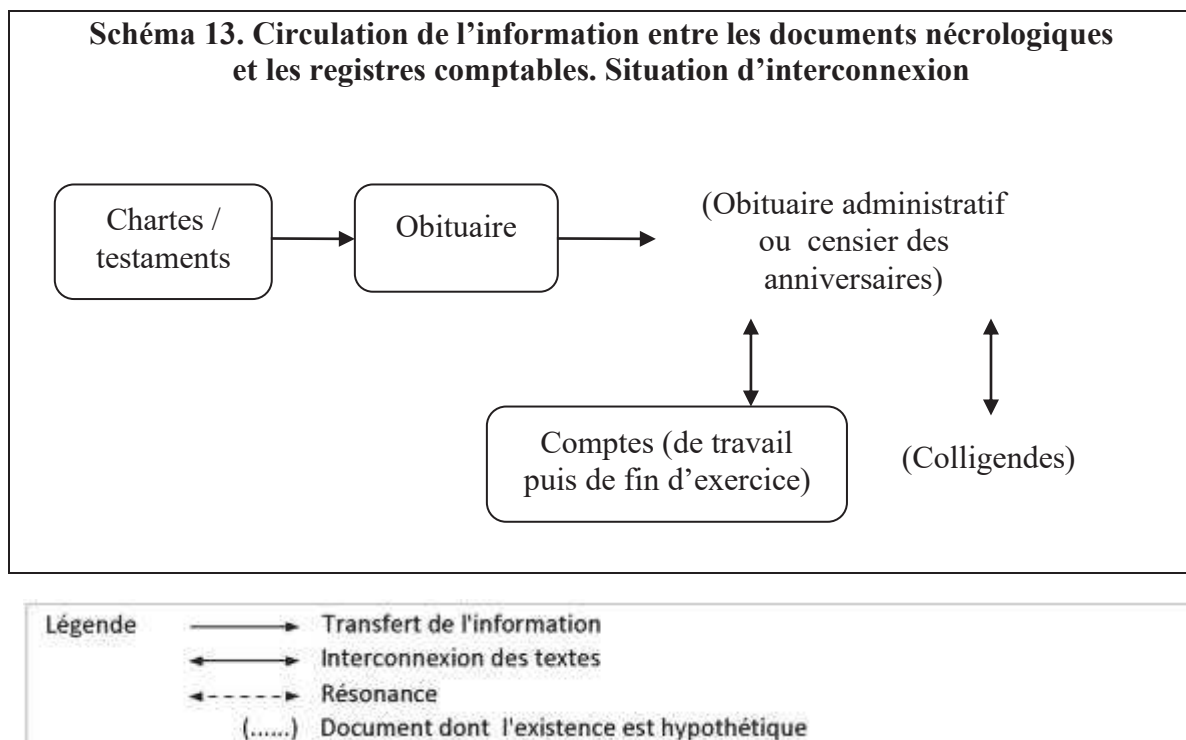 Schéma 13. Circulation de l’information entre les documents nécrologiques
et les registres comptables. Situation d’interconnexion
Chartes /
testaments
Obituaire
(Obituaire administratif
ou censier des
anniversaires)
Comptes (de travail
puis de fin d’exercice)
(Colligendes)
Légende
Transfert de l'information
Interconnexion des textes
Résonance
(......) Document dont l'existence est hypothétique